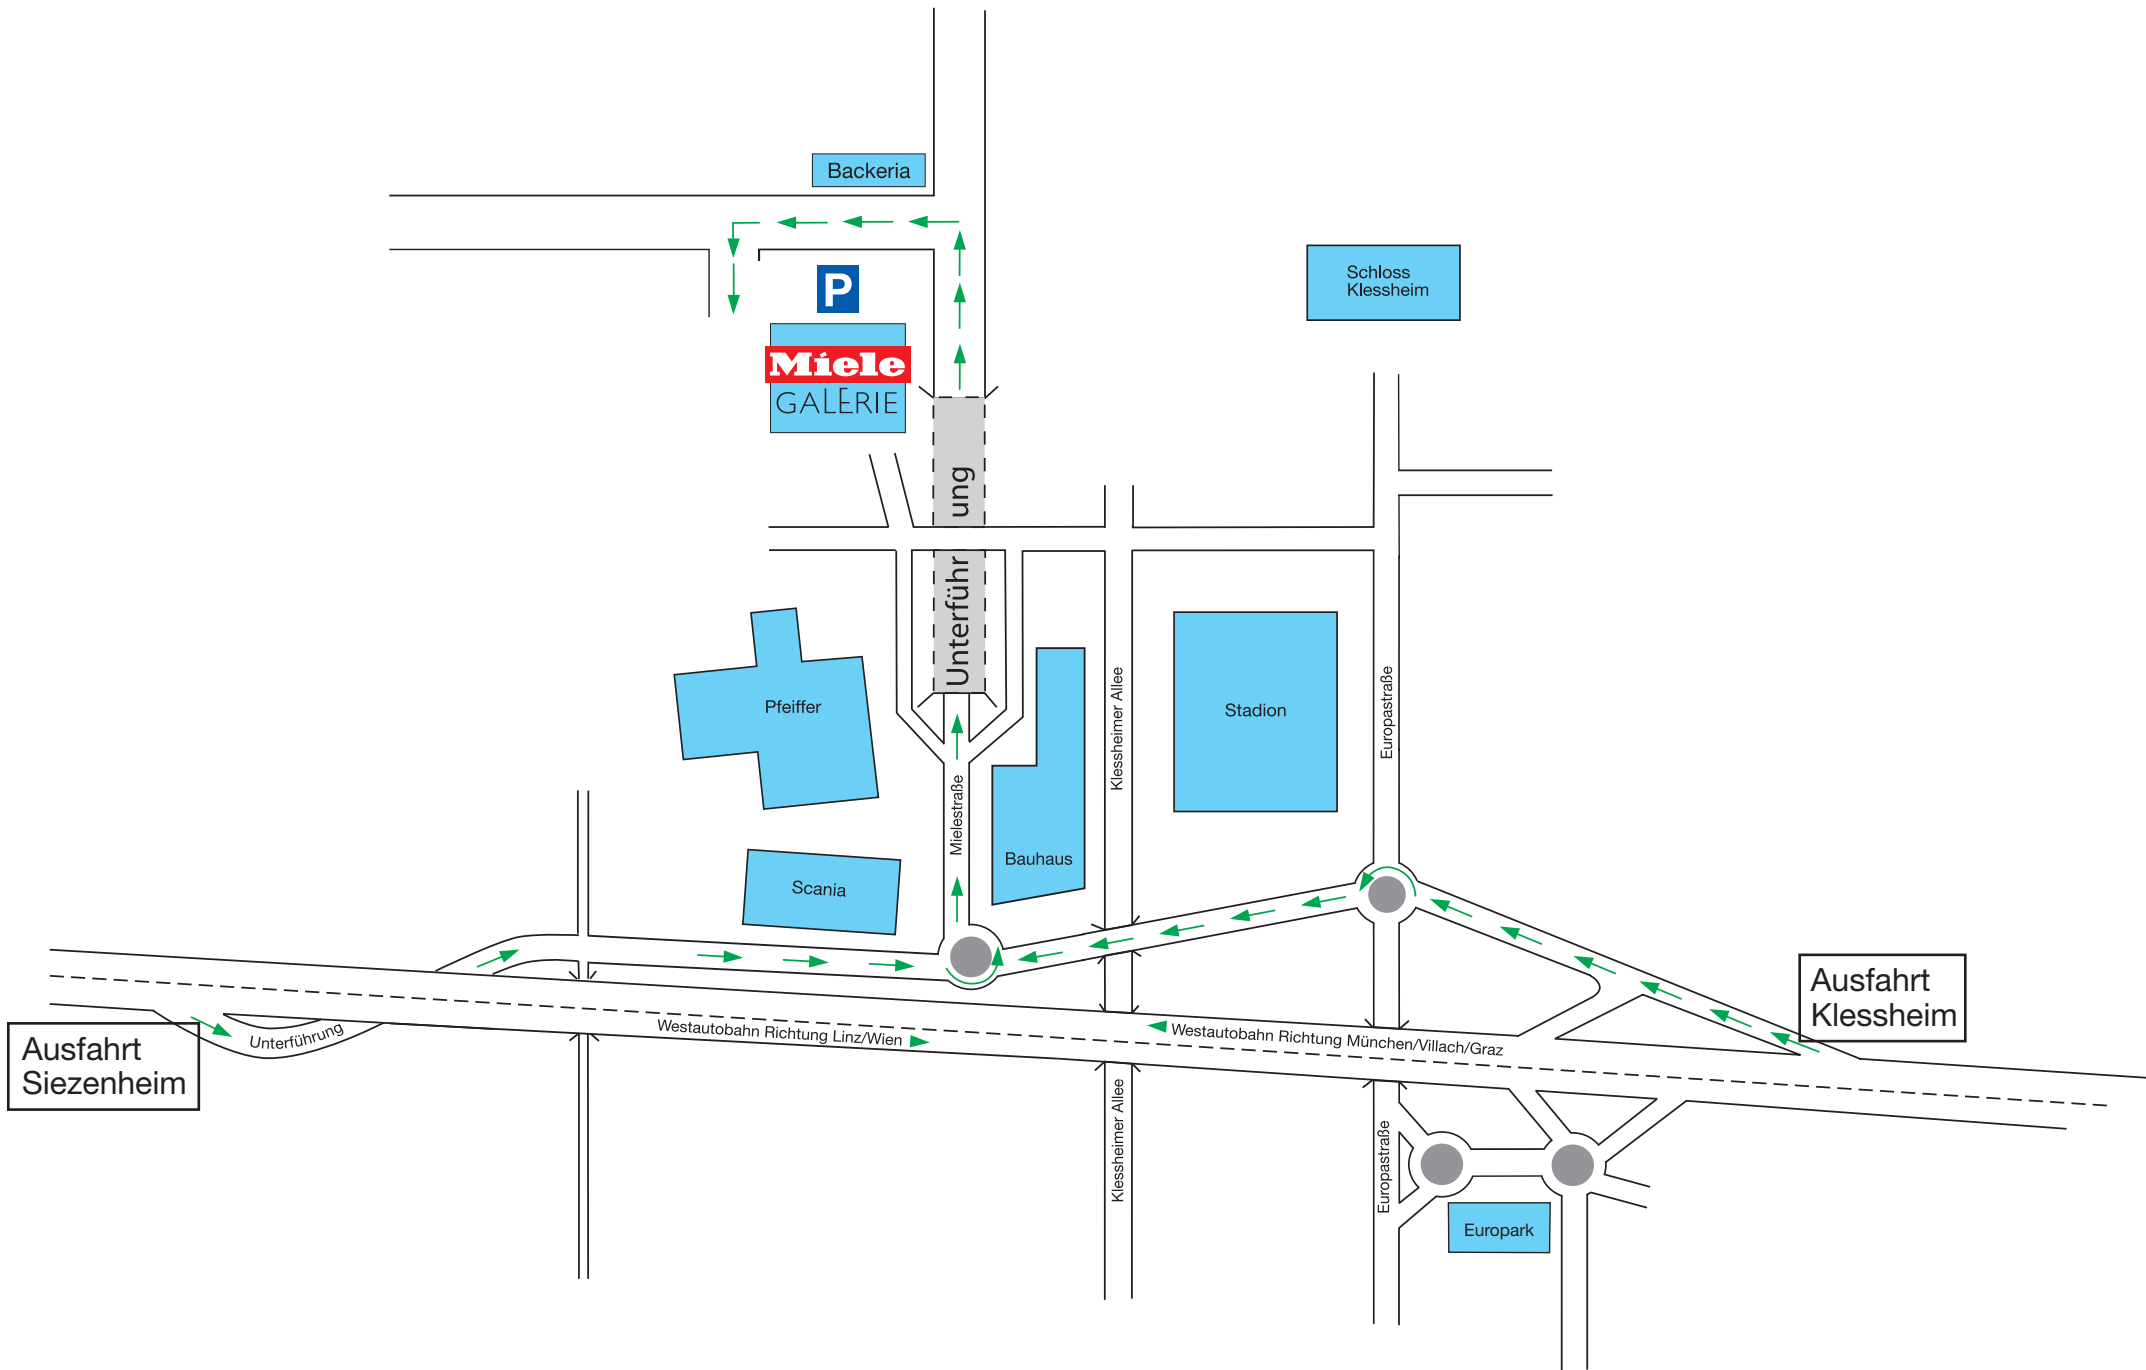 Backeria
Schloss
Klessheim
P
Miele
GALERIE
Unterführ ung
Pfeiffer
Stadion
Klessheimer Allee
Europastraße
Mielestraße
Bauhaus
Scania
Ausfahrt
Klessheim
Ausfahrt
Siezenheim
Unterführung
Westautobahn Richtung Linz/Wien
Westautobahn Richtung München/Villach/Graz
Klessheimer Allee
Europastraße
Europark